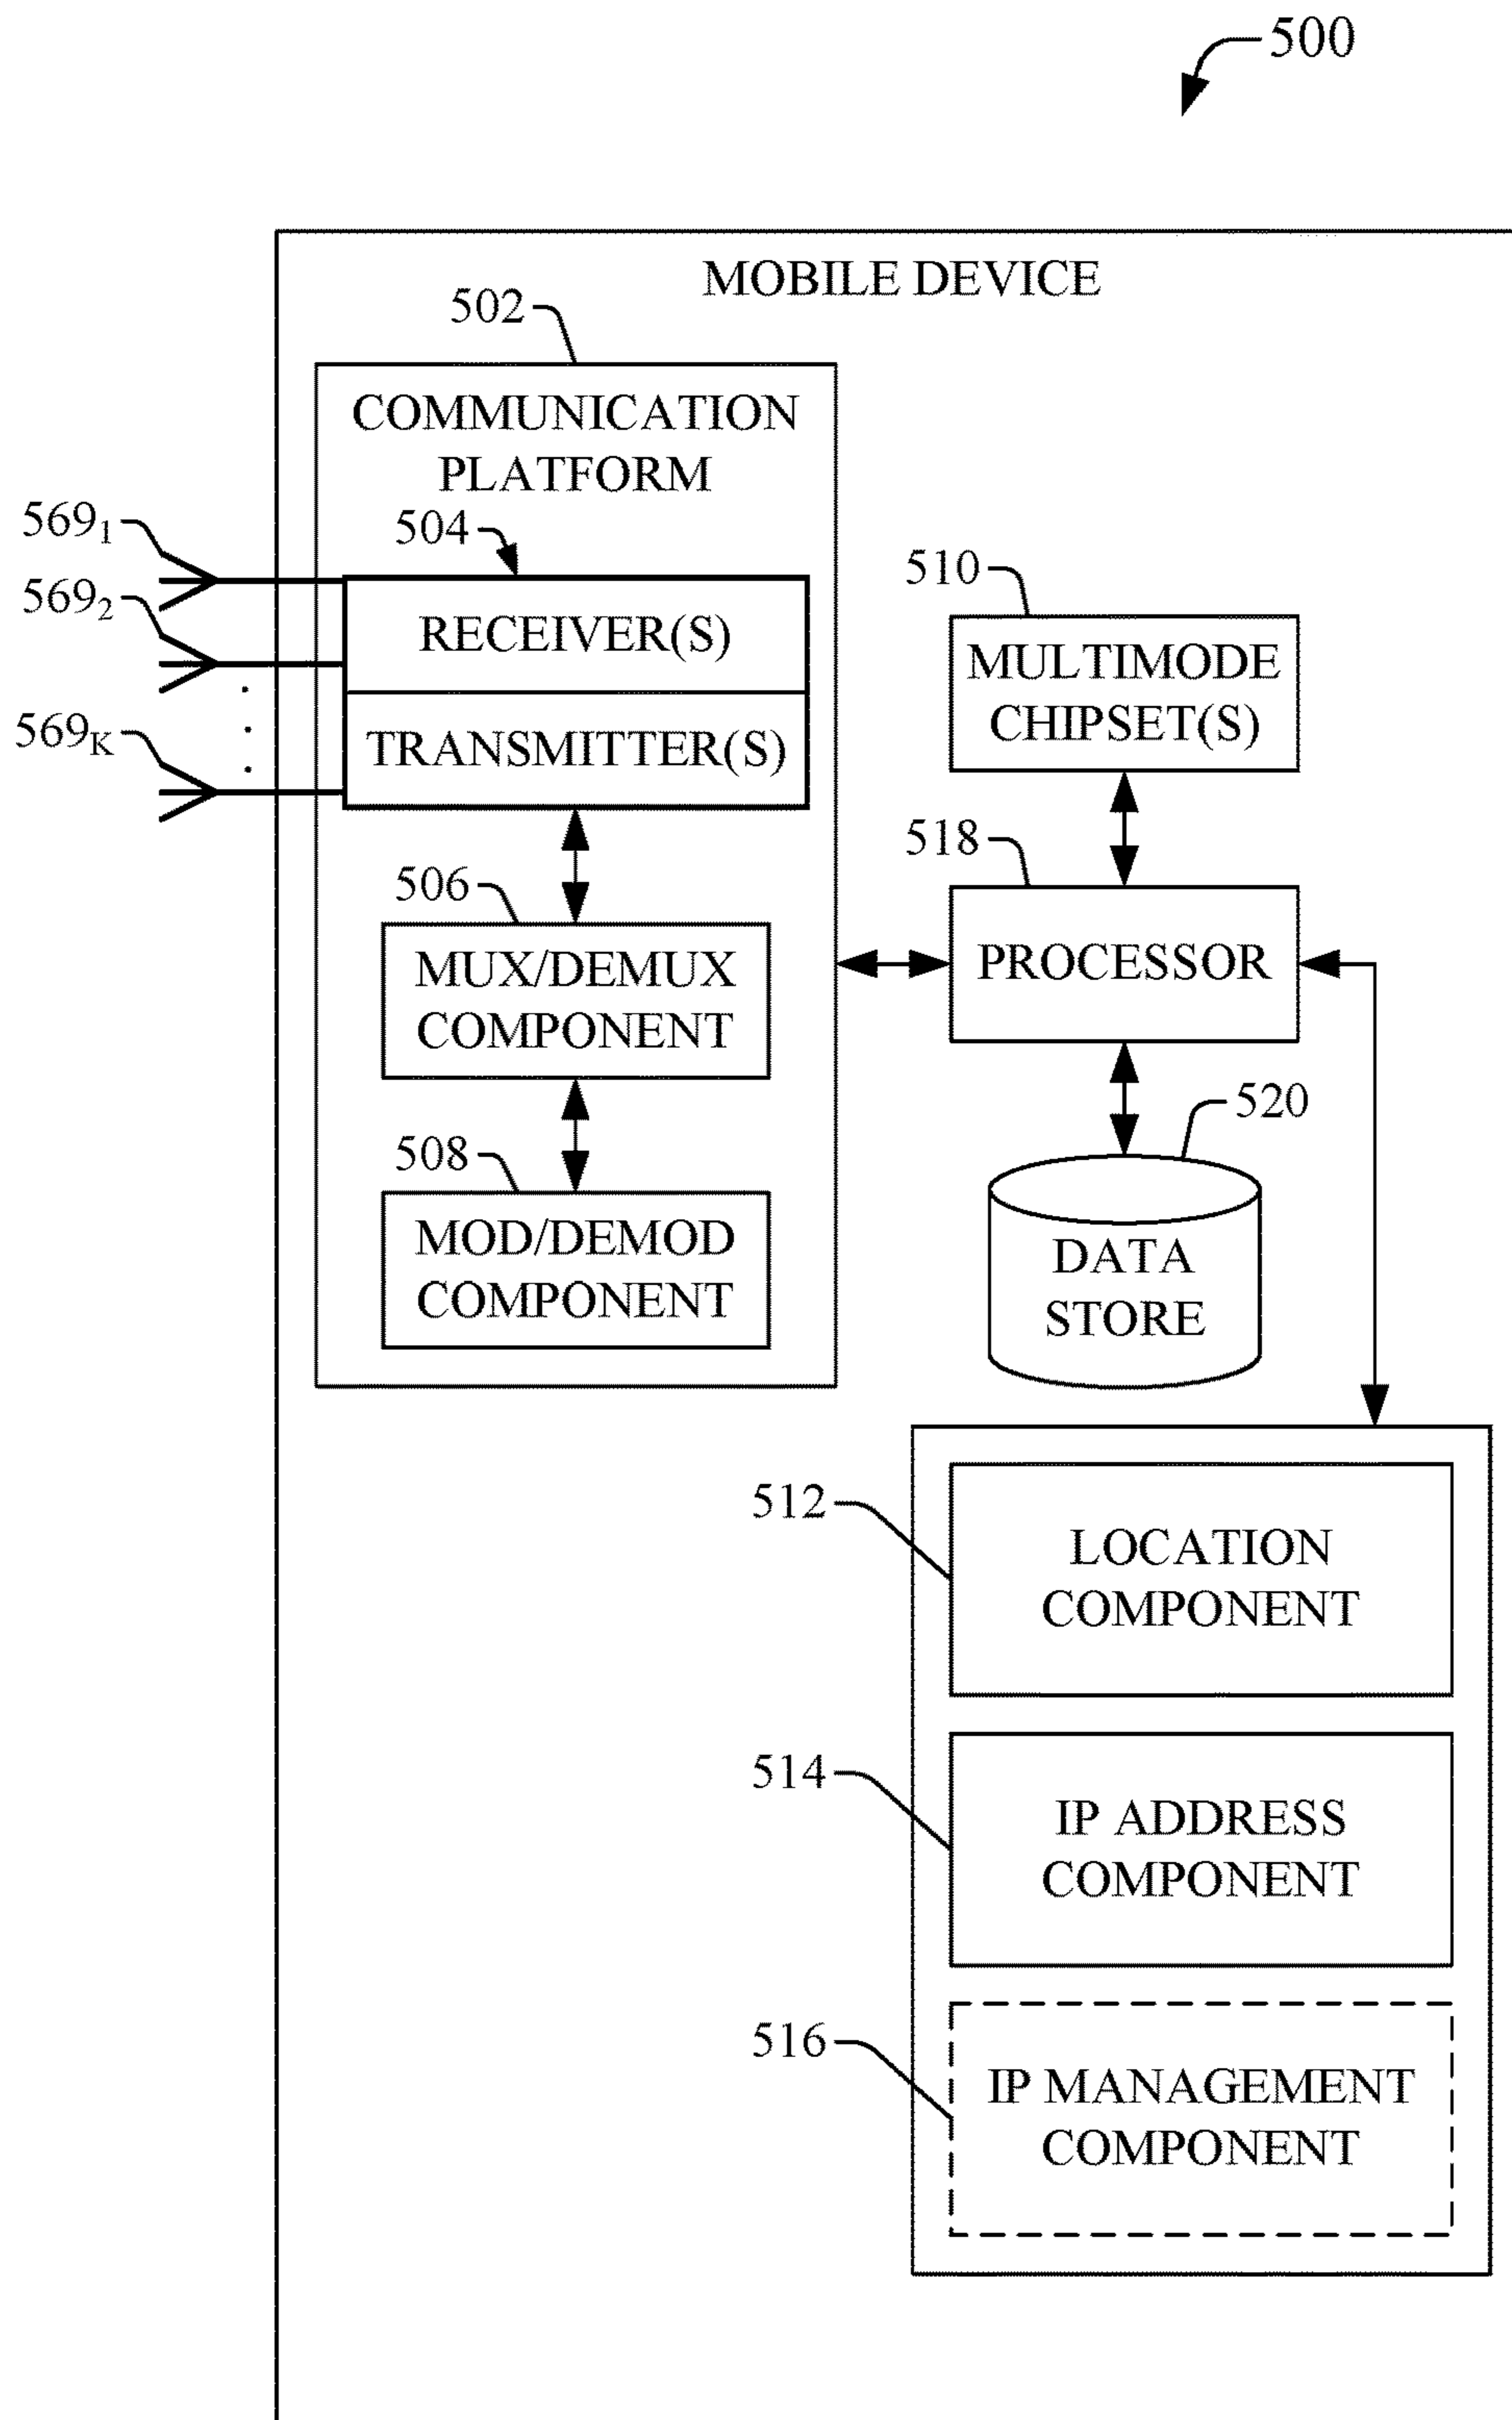 500
MOBILE DEVICE
502
COMMUNICATION
PLATFORM
504
569₁
569₂
569K
RECEIVER(S)
TRANSMITTER(S)
506
MUX/DEMUX
COMPONENT
508
MOD/DEMOD
COMPONENT
510
MULTIMODE
CHIPSET(S)
518
PROCESSOR
520
DATA
STORE
512
LOCATION
COMPONENT
514
IP ADDRESS
COMPONENT
516
IP MANAGEMENT
COMPONENT